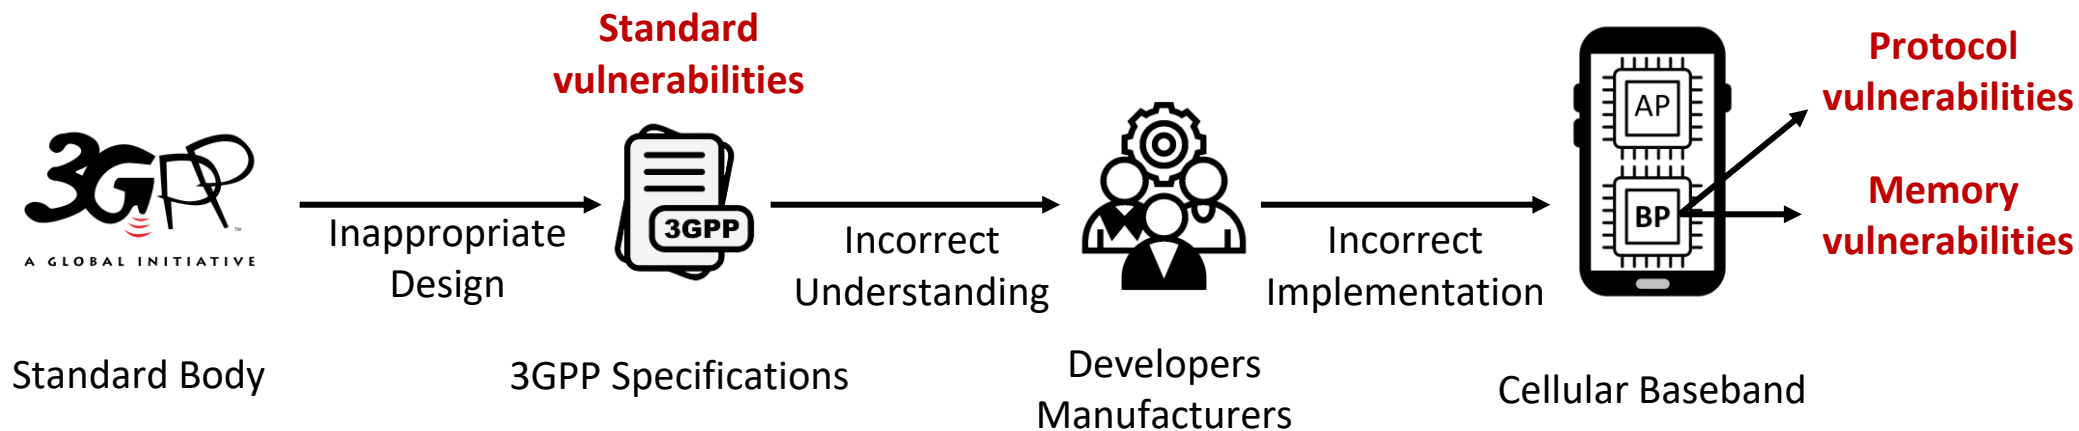 3GPP
™
A GLOBAL INITIATIVE
Standard Body
Inappropriate
Design
Standard
vulnerabilities
3GPP
3GPP Specifications
Incorrect
Understanding
Developers
Manufacturers
Incorrect
Implementation
AP
BP
Cellular Baseband
Protocol
vulnerabilities
Memory
vulnerabilities